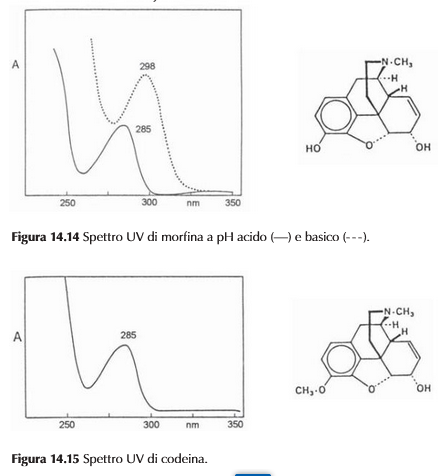 A
298
285
250
300
nm
350
N-CH₃
H
H
HO
O
OH
Figura 14.14 Spettro UV di morfina a pH acido (—) e basico (---).
A
285
250
300
nm
350
N-CH₃
H
H
CH₃-O
O
OH
Figura 14.15 Spettro UV di codeina.